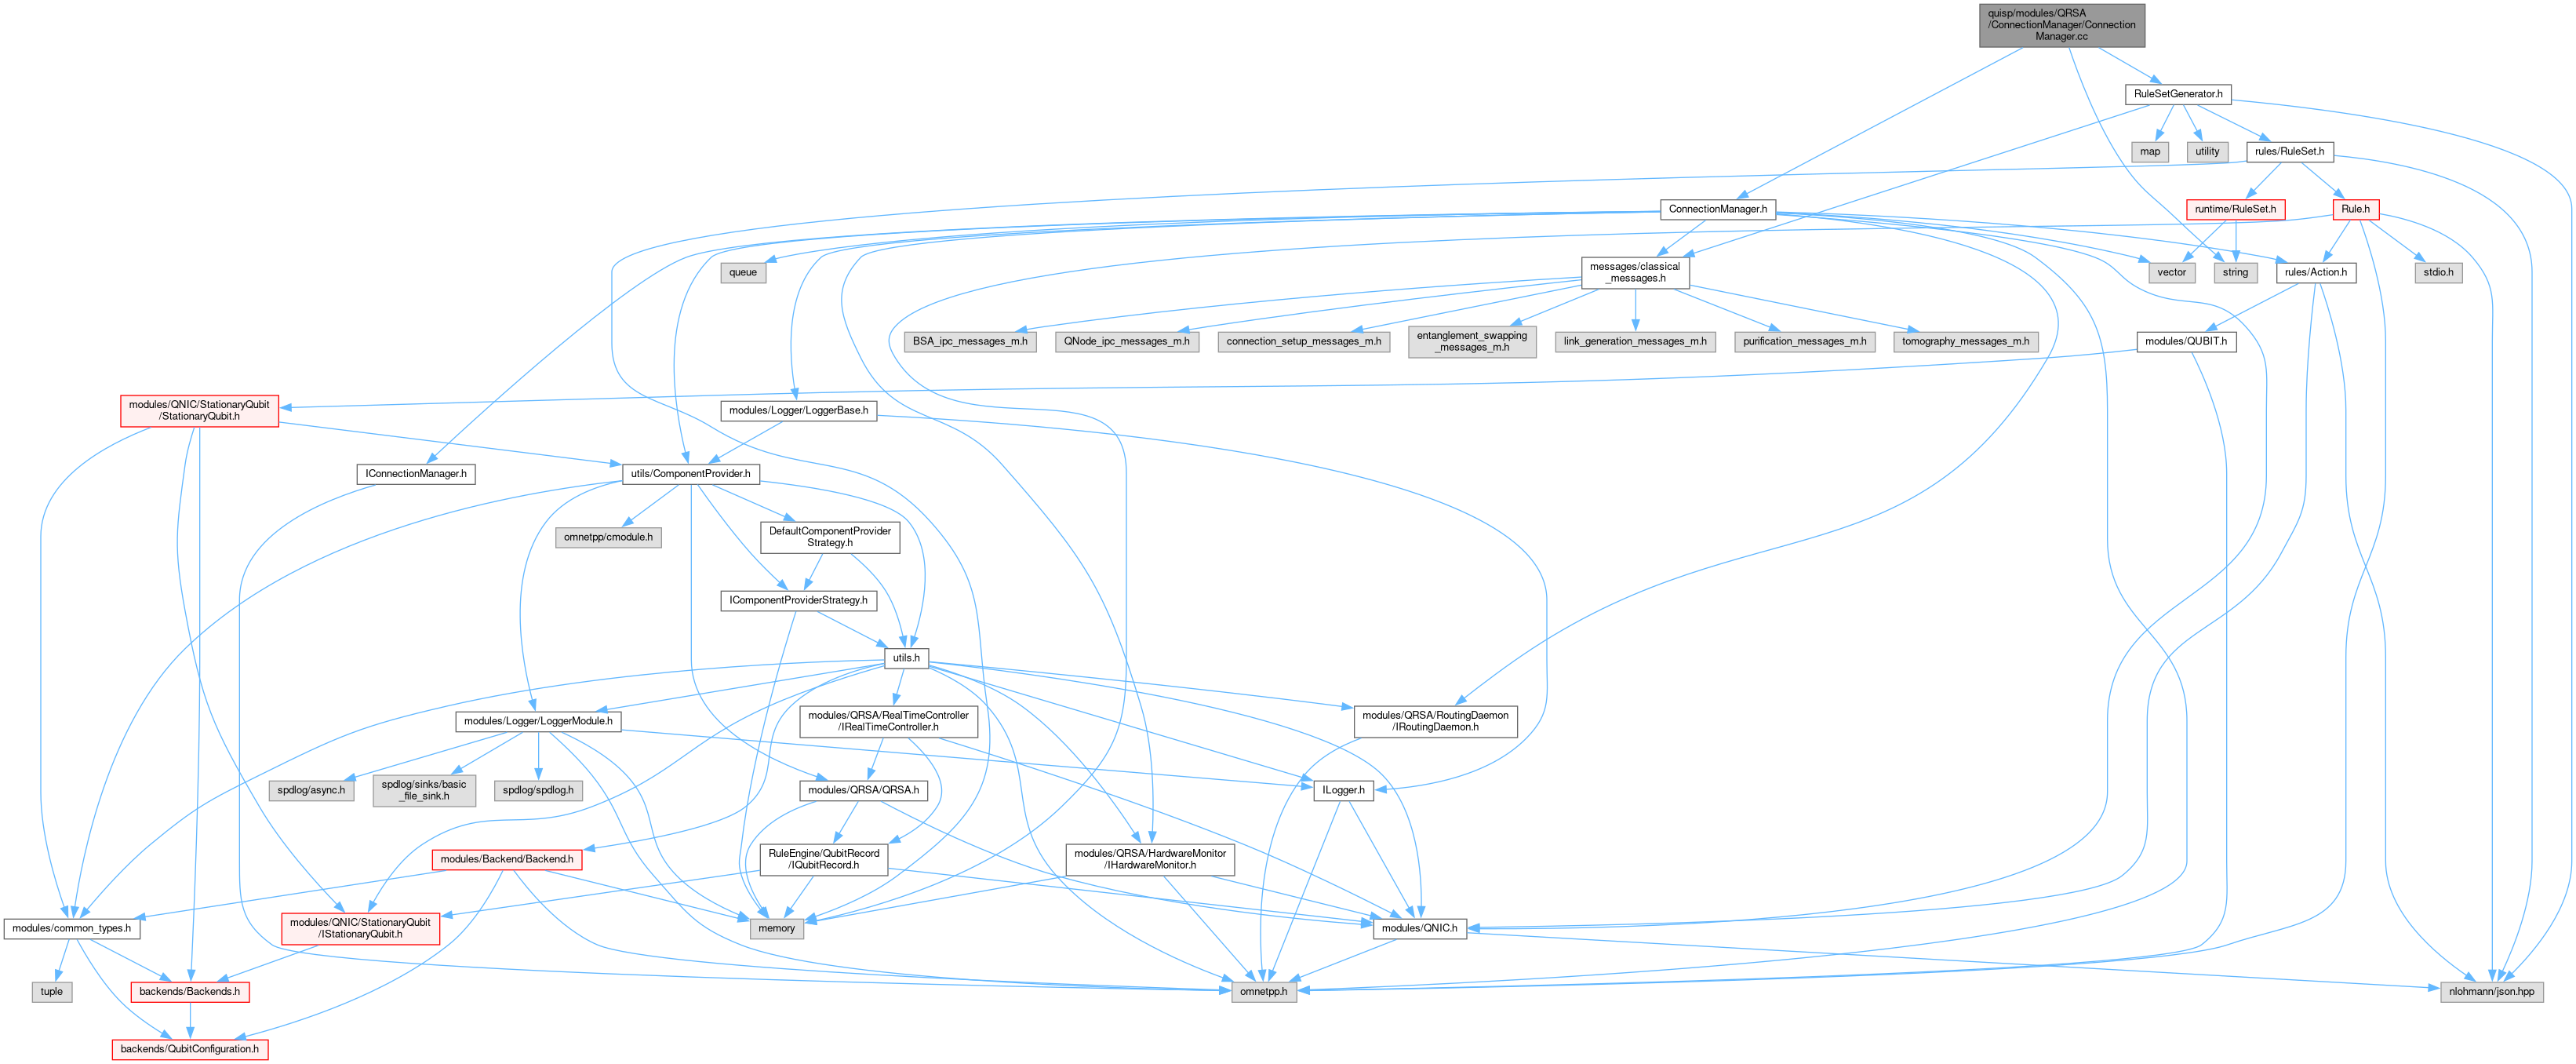 quisp/modules/QRSA
/ConnectionManager/Connection
Manager.cc
RuleSetGenerator.h
map
utility
rules/RuleSet.h
ConnectionManager.h
runtime/RuleSet.h
Rule.h
queue
messages/classical
_messages.h
vector
string
rules/Action.h
stdio.h
BSA_ipc_messages_m.h
QNode_ipc_messages_m.h
connection_setup_messages_m.h
entanglement_swapping
_messages_m.h
link_generation_messages_m.h
purification_messages_m.h
tomography_messages_m.h
modules/QUBIT.h
modules/QNIC/StationaryQubit
/StationaryQubit.h
modules/Logger/LoggerBase.h
IConnectionManager.h
utils/ComponentProvider.h
omnetpp/cmodule.h
DefaultComponentProvider
Strategy.h
IComponentProviderStrategy.h
utils.h
modules/Logger/LoggerModule.h
modules/QRSA/RealTimeController
/IRealTimeController.h
modules/QRSA/RoutingDaemon
/IRoutingDaemon.h
spdlog/async.h
spdlog/sinks/basic
_file_sink.h
spdlog/spdlog.h
modules/QRSA/QRSA.h
ILogger.h
modules/Backend/Backend.h
RuleEngine/QubitRecord
/IQubitRecord.h
modules/QRSA/HardwareMonitor
/IHardwareMonitor.h
modules/common_types.h
modules/QNIC/StationaryQubit
/IStationaryQubit.h
memory
modules/QNIC.h
tuple
backends/Backends.h
omnetpp.h
nlohmann/json.hpp
backends/QubitConfiguration.h